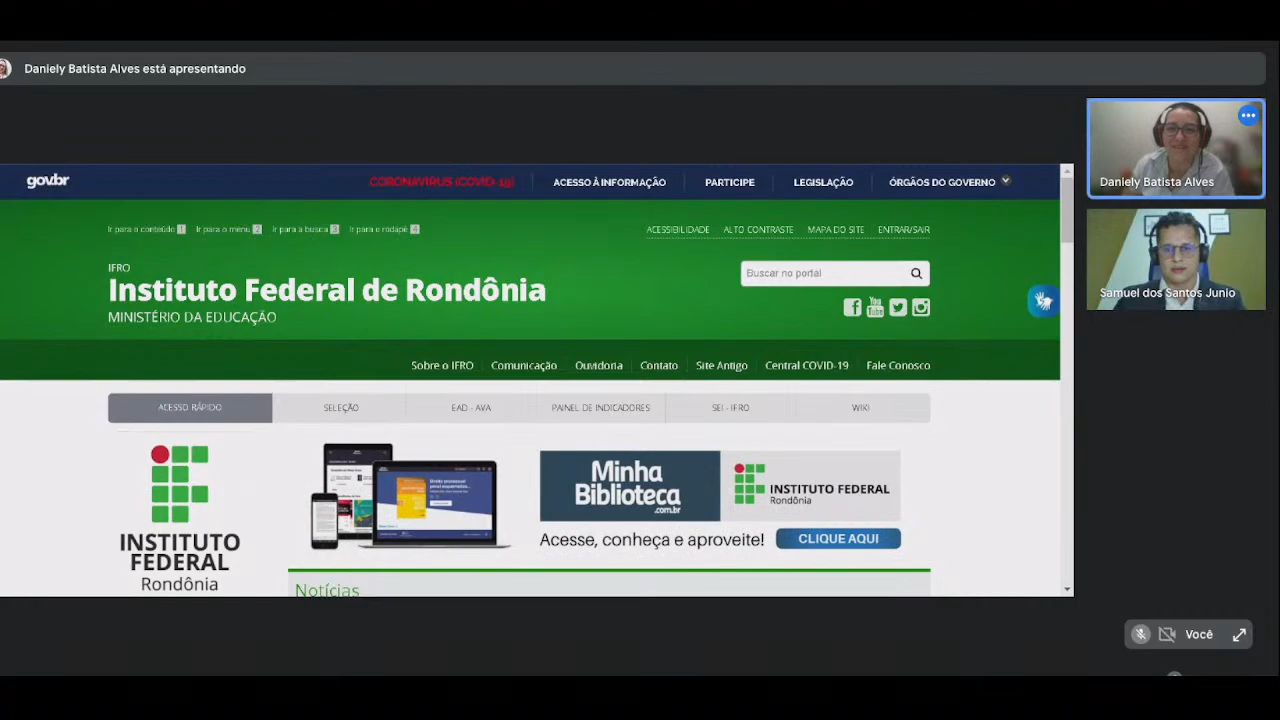 Daniely Batista Alves está apresentando
gov.br
CORONAVÍRUS (COVID-19)
ACESSO À INFORMAÇÃO
PARTICIPE
LEGISLAÇÃO
ÓRGÃOS DO GOVERNO
Ir para o conteúdo 1
Ir para o menu 2
Ir para a busca 3
Ir para o rodapé 4
ACESSIBILIDADE
ALTO CONTRASTE
MAPA DO SITE
ENTRAR/SAIR
IFRO
Instituto Federal de Rondônia
MINISTÉRIO DA EDUCAÇÃO
Buscar no portal
You Tube
Sobre o IFRO
Comunicação
Ouvidoria
Contato
Site Antigo
Central COVID-19
Fale Conosco
ACESSO RÁPIDO
SELEÇÃO
EAD - AVA
PAINEL DE INDICADORES
SEI - IFRO
WIKI
INSTITUTO
FEDERAL
Rondônia
Minha
Biblioteca
.com.br
INSTITUTO FEDERAL
Rondônia
Acesse, conheça e aproveite!
CLIQUE AQUI
Notícias
Daniely Batista Alves
Samuel dos Santos Junio
Você